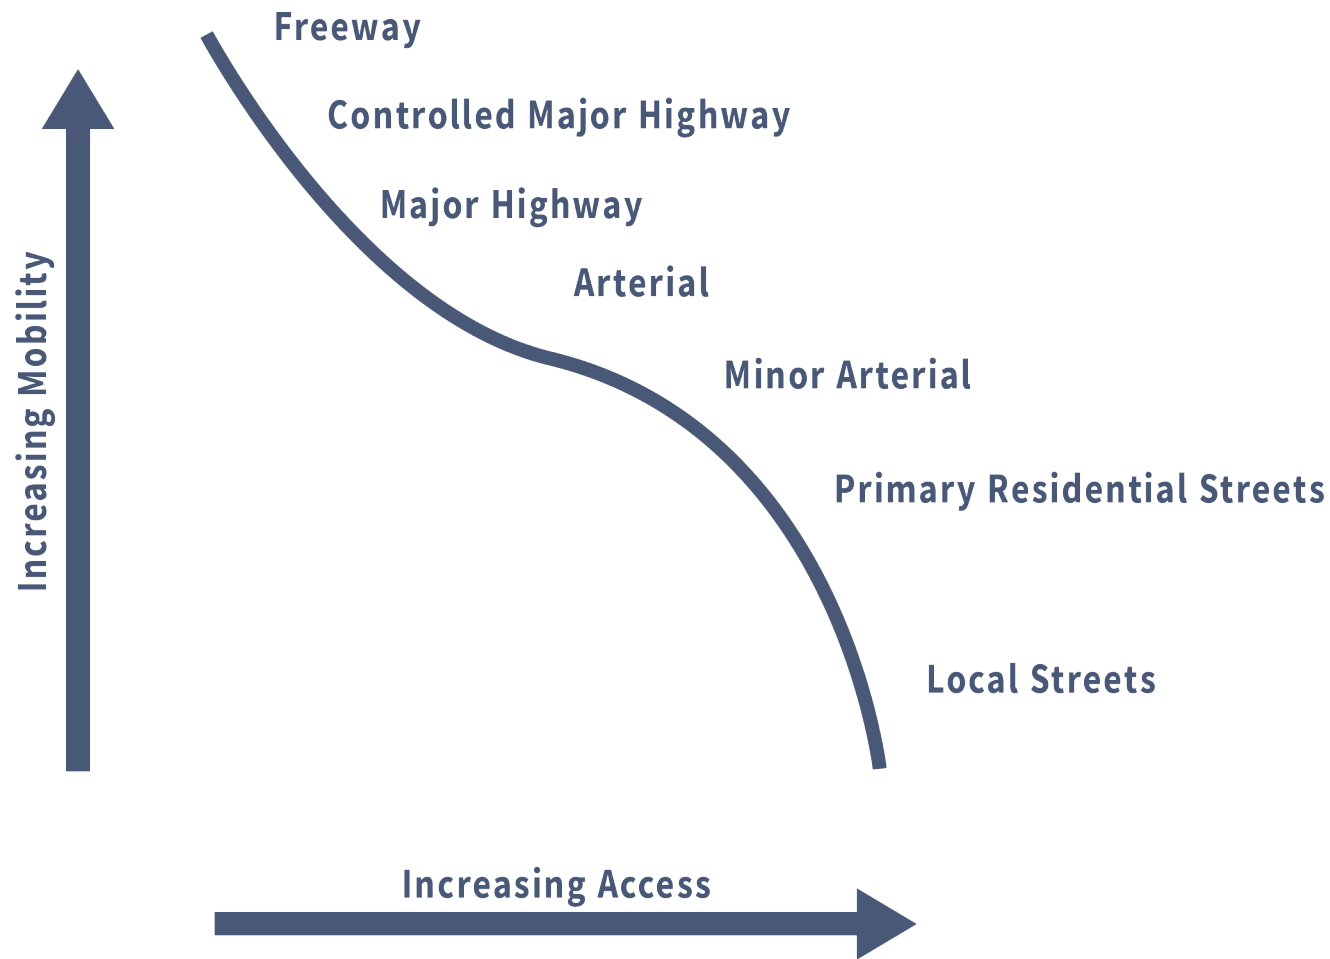 Freeway
Controlled Major Highway
Major Highway
Arterial
Minor Arterial
Primary Residential Streets
Local Streets
Increasing Mobility
Increasing Access